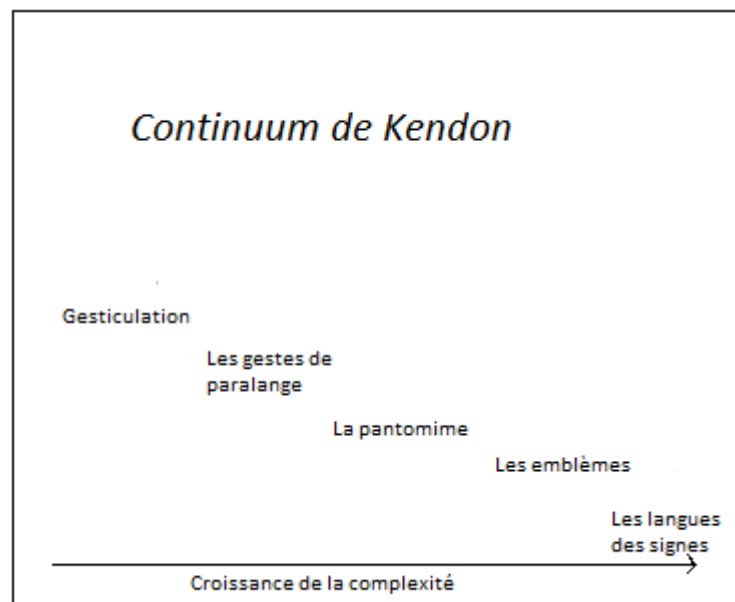 Continuum de Kendon
Gesticulation
Les gestes de
paralange
La pantomime
Les emblèmes
Les langues
des signes
Croissance de la complexité